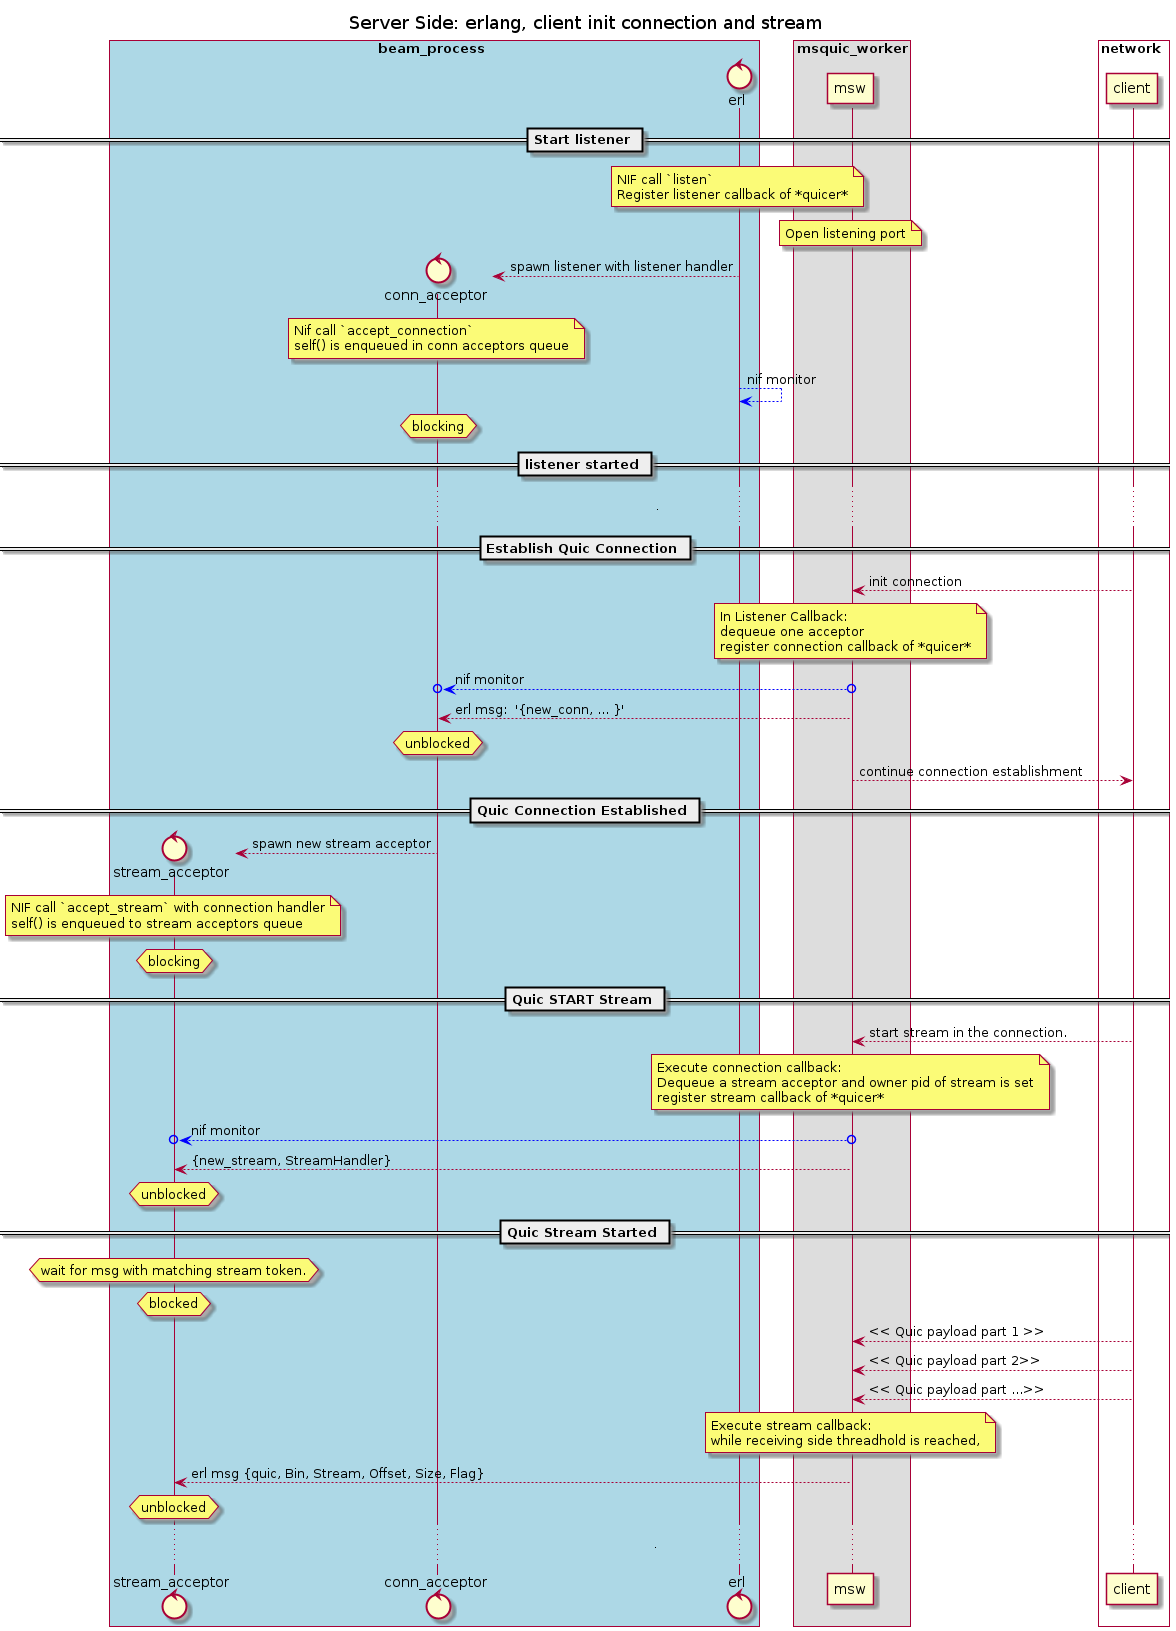 Server Side: erlang, client init connection and stream
beam_process
msquic_worker
network
erl
msw
client
Start listener
NIF call `listen`
Register listener callback of *quicer*
Open listening port
spawn listener with listener handler
conn_acceptor
Nif call `accept_connection`
self() is enqueued in conn acceptors queue
nif monitor
blocking
listener started
Establish Quic Connection
init connection
In Listener Callback:
dequeue one acceptor
register connection callback of *quicer*
nif monitor
erl msg:  '{new_conn, ... }'
unblocked
continue connection establishment
Quic Connection Established
spawn new stream acceptor
stream_acceptor
NIF call `accept_stream` with connection handler
self() is enqueued to stream acceptors queue
blocking
Quic START Stream
start stream in the connection.
Execute connection callback:
Dequeue a stream acceptor and owner pid of stream is set
register stream callback of *quicer*
nif monitor
{new_stream, StreamHandler}
unblocked
Quic Stream Started
wait for msg with matching stream token.
blocked
<< Quic payload part 1 >>
<< Quic payload part 2>>
<< Quic payload part ...>>
Execute stream callback:
while receiving side threadhold is reached,
erl msg {quic, Bin, Stream, Offset, Size, Flag}
unblocked
stream_acceptor
conn_acceptor
erl
msw
client